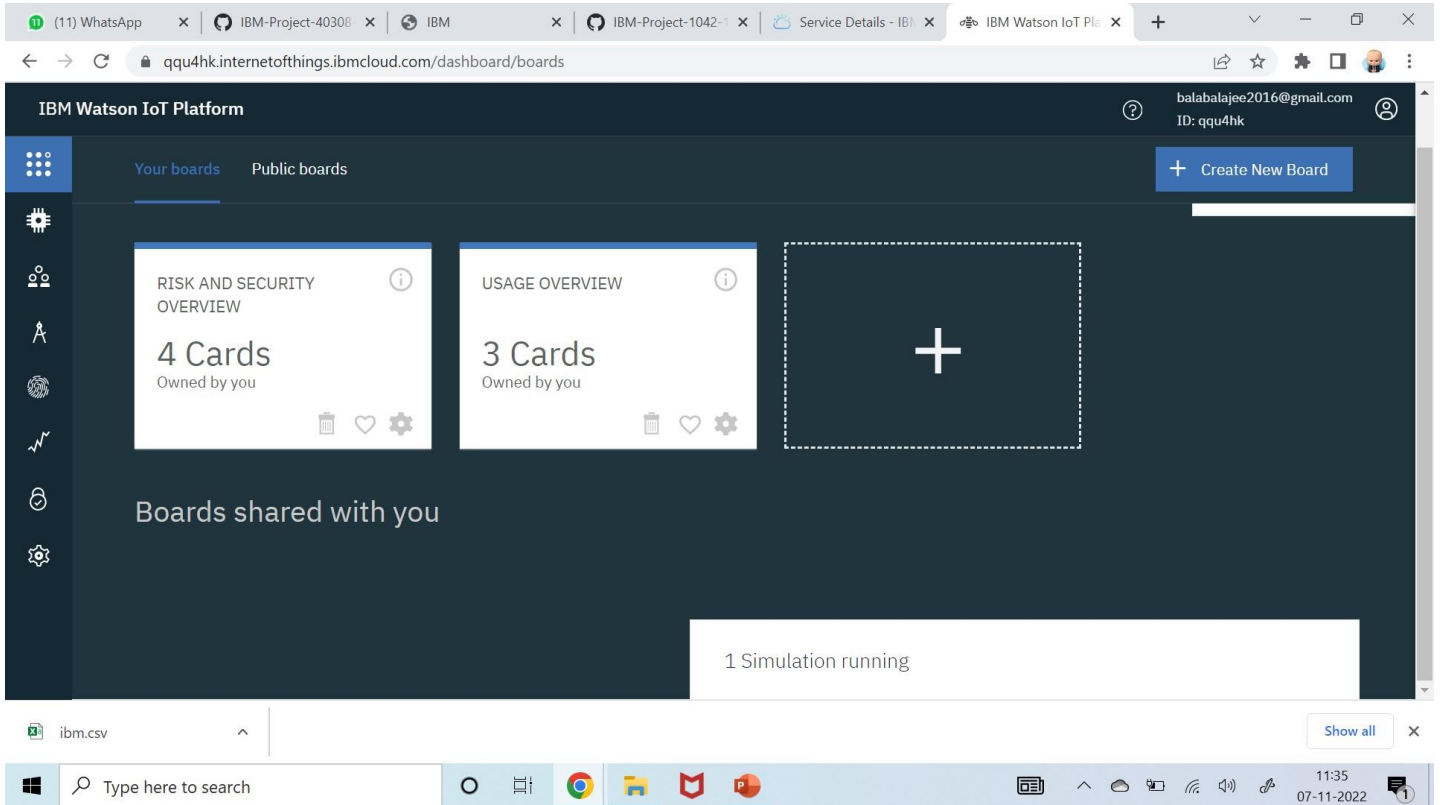 (11) WhatsApp
IBM-Project-40308
IBM
IBM-Project-1042-1
Service Details - IB
IBM Watson IoT Pla
qqu4hk.internetofthings.ibmcloud.com/dashboard/boards
IBM Watson IoT Platform
balabalajee2016@gmail.com
ID: qqu4hk
Your boards
Public boards
Create New Board
RISK AND SECURITY
OVERVIEW
4 Cards
Owned by you
USAGE OVERVIEW
3 Cards
Owned by you
Boards shared with you
1 Simulation running
ibm.csv
Show all
Type here to search
11:35
07-11-2022
1